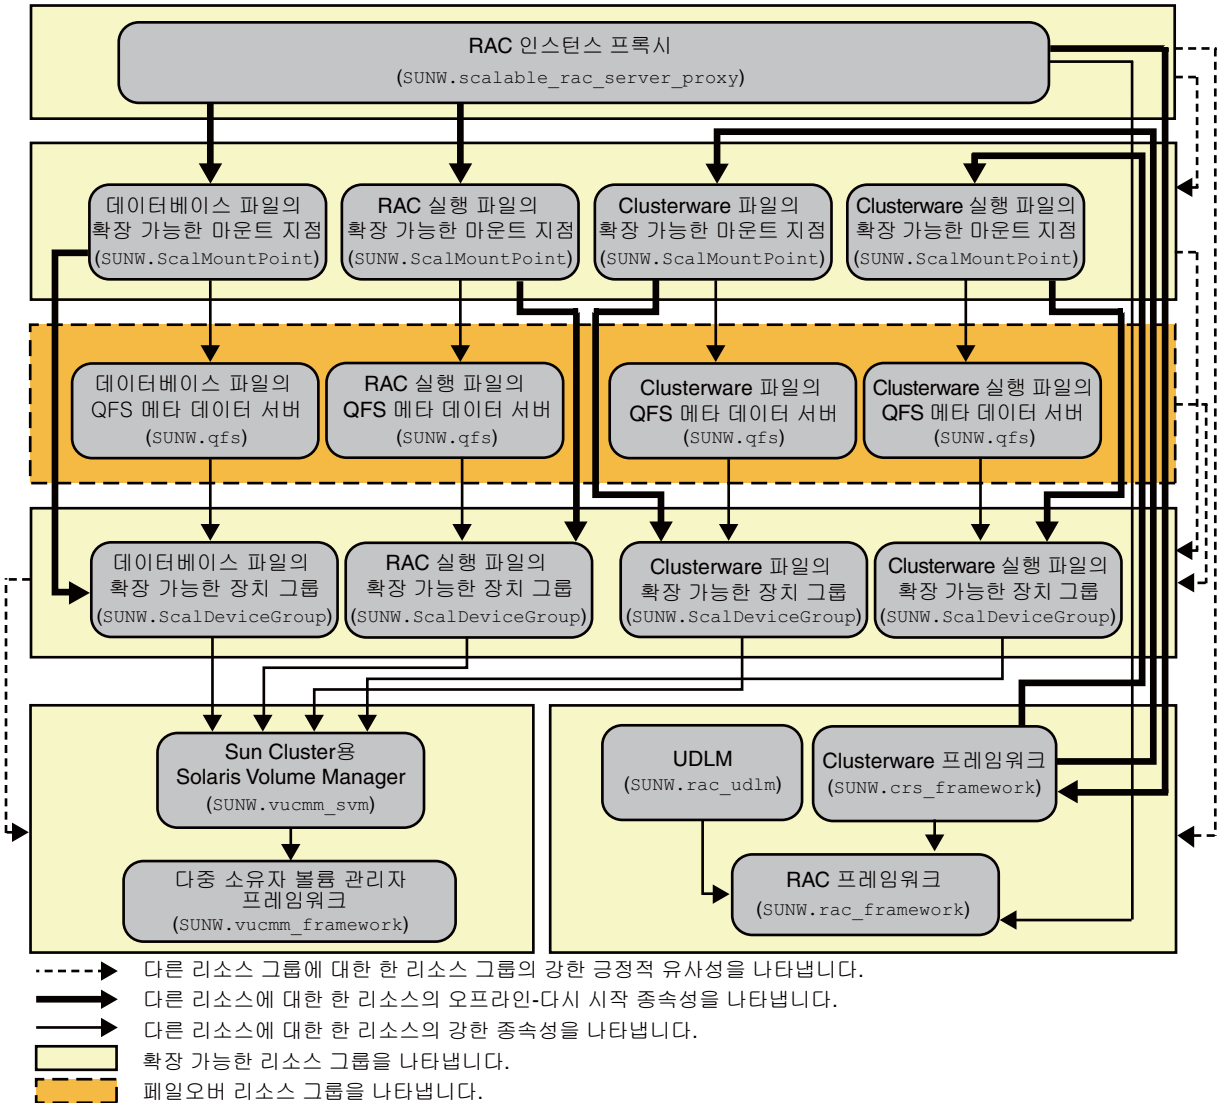 RAC 인스턴스 프록시
(SUNW.scalable_rac_server_proxy)
데이터베이스 파일의
확장 가능한 마운트 지점
(SUNW.ScalMountPoint)
RAC 실행 파일의
확장 가능한 마운트 지점
(SUNW.ScalMountPoint)
Clusterware 파일의
확장 가능한 마운트 지점
(SUNW.ScalMountPoint)
Clusterware 실행 파일의
확장 가능한 마운트 지점
(SUNW.ScalMountPoint)
데이터베이스 파일의
QFS 메타 데이터 서버
(SUNW.qfs)
RAC 실행 파일의
QFS 메타 데이터 서버
(SUNW.qfs)
Clusterware 파일의
QFS 메타 데이터 서버
(SUNW.qfs)
Clusterware 실행 파일의
QFS 메타 데이터 서버
(SUNW.qfs)
데이터베이스 파일의
확장 가능한 장치 그룹
(SUNW.ScalDeviceGroup)
RAC 실행 파일의
확장 가능한 장치 그룹
(SUNW.ScalDeviceGroup)
Clusterware 파일의
확장 가능한 장치 그룹
(SUNW.ScalDeviceGroup)
Clusterware 실행 파일의
확장 가능한 장치 그룹
(SUNW.ScalDeviceGroup)
Sun Cluster용
Solaris Volume Manager
(SUNW.vucmm_svm)
다중 소유자 볼륨 관리자
프레임워크
(SUNW.vucmm_framework)
UDLM
(SUNW.rac_udlm)
Clusterware 프레임워크
(SUNW.crs_framework)
RAC 프레임워크
(SUNW.rac_framework)
다른 리소스 그룹에 대한 한 리소스 그룹의 강한 긍정적 유사성을 나타냅니다.
다른 리소스에 대한 한 리소스의 오프라인-다시 시작 종속성을 나타냅니다.
다른 리소스에 대한 한 리소스의 강한 종속성을 나타냅니다.
확장 가능한 리소스 그룹을 나타냅니다.
페일오버 리소스 그룹을 나타냅니다.